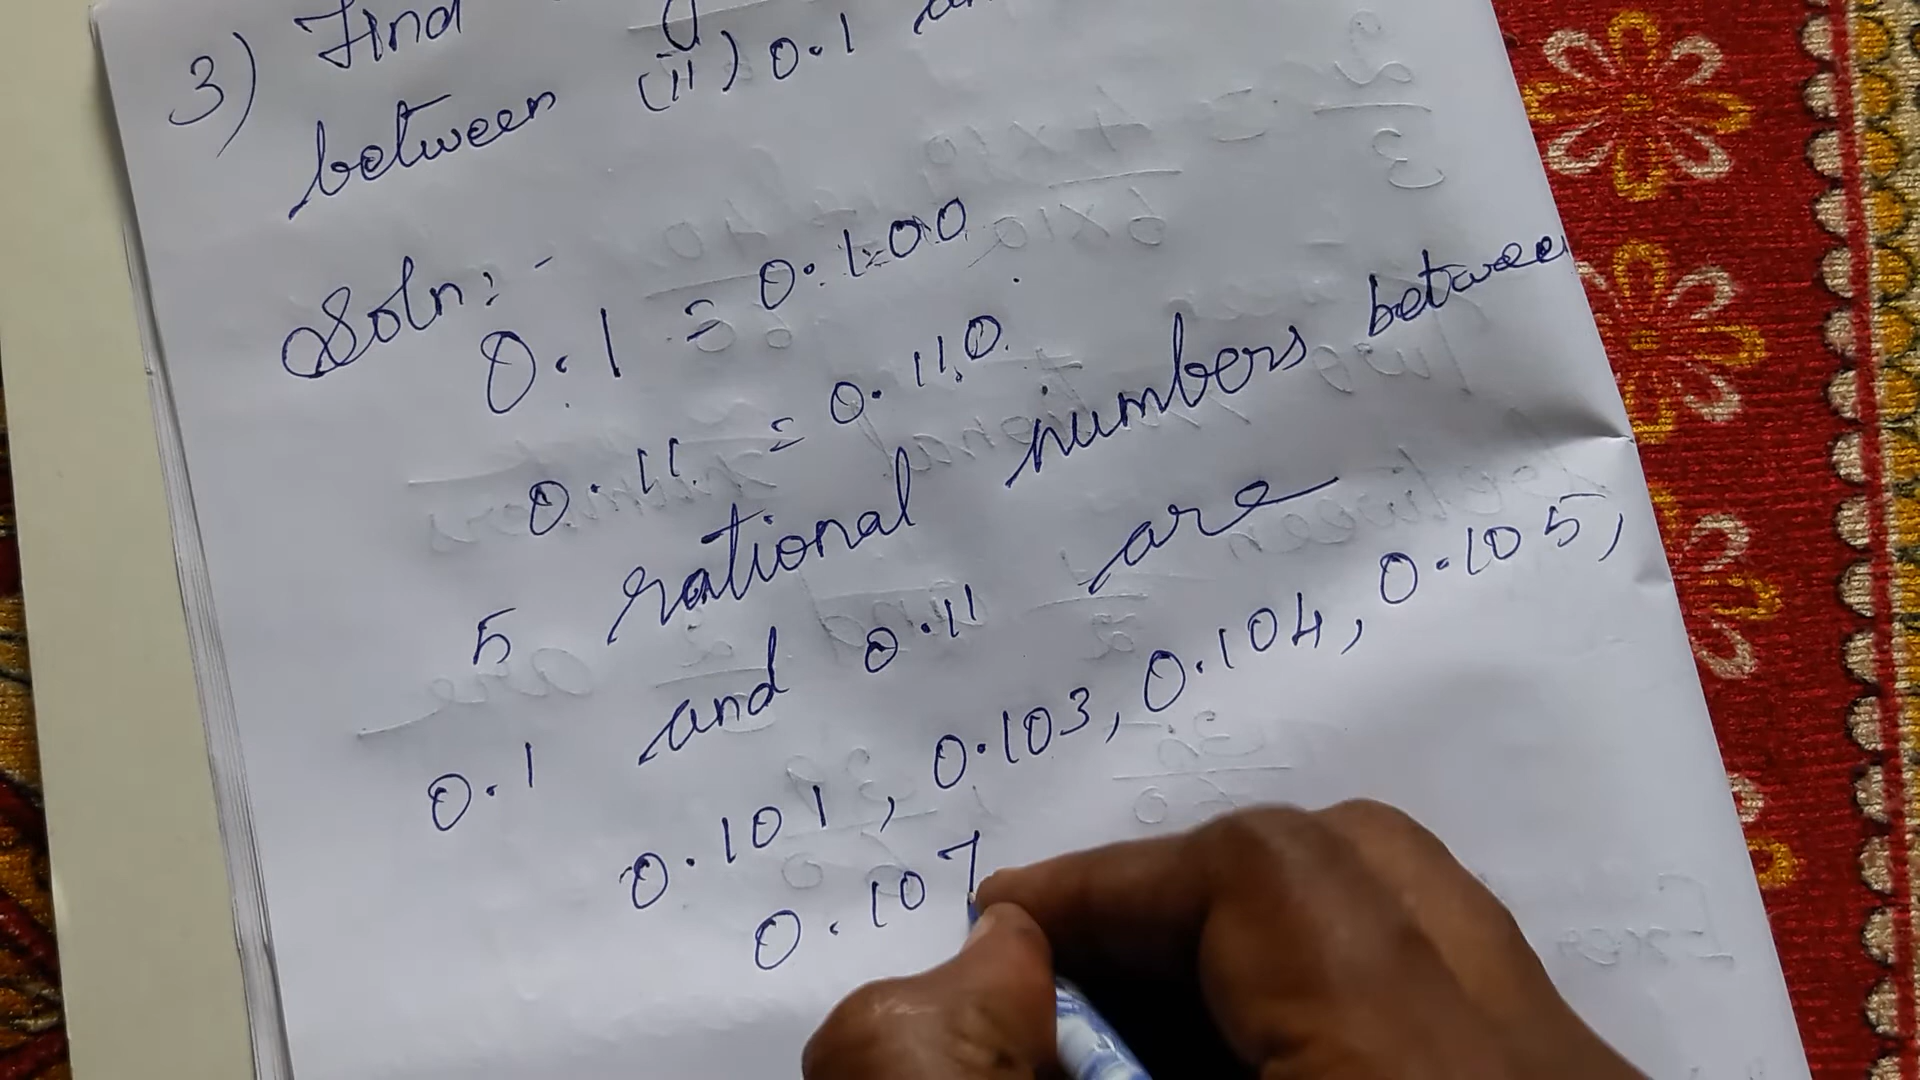 3) Find
between (ii) 0.1
Soln:-
0.1 = 0.100
0.11 = 0.110
5 rational numbers between
0.1 and 0.11 are
0.101, 0.103, 0.104, 0.105,
0.107